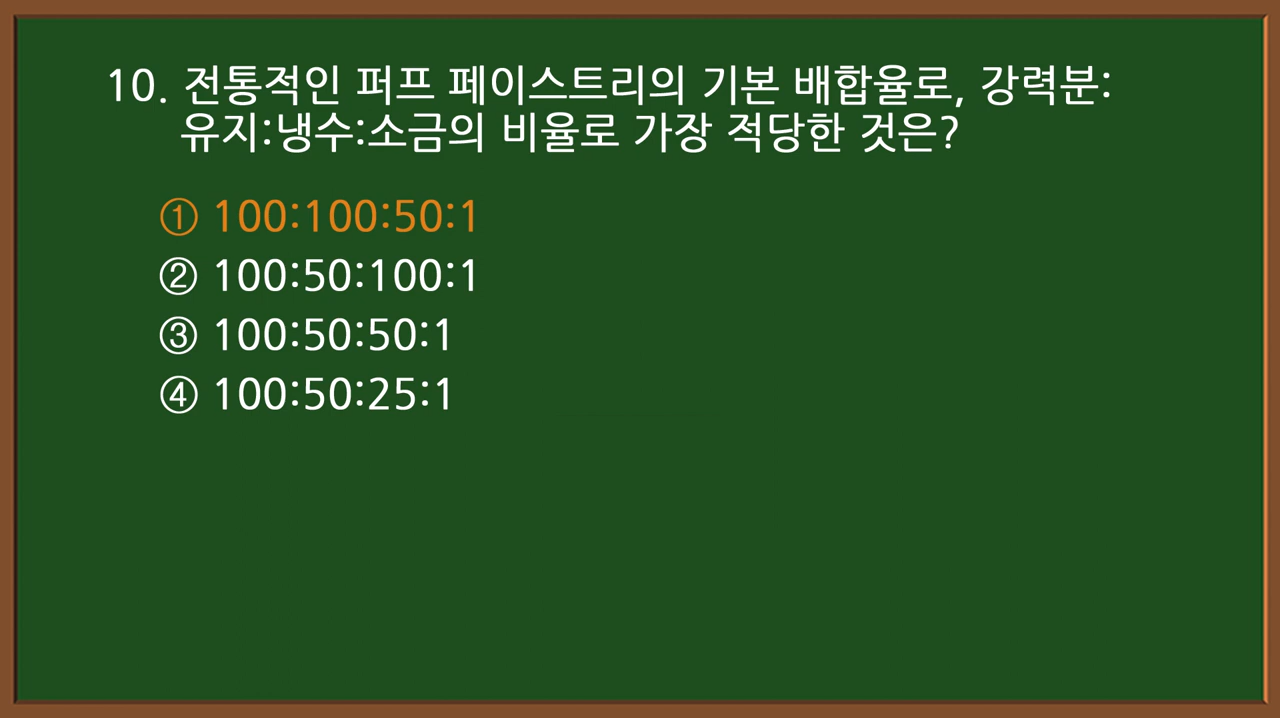 10. 전통적인 퍼프 페이스트리의 기본 배합율로, 강력분:
유지:냉수:소금의 비율로 가장 적당한 것은?
① 100:100:50:1
② 100:50:100:1
③ 100:50:50:1
④ 100:50:25:1